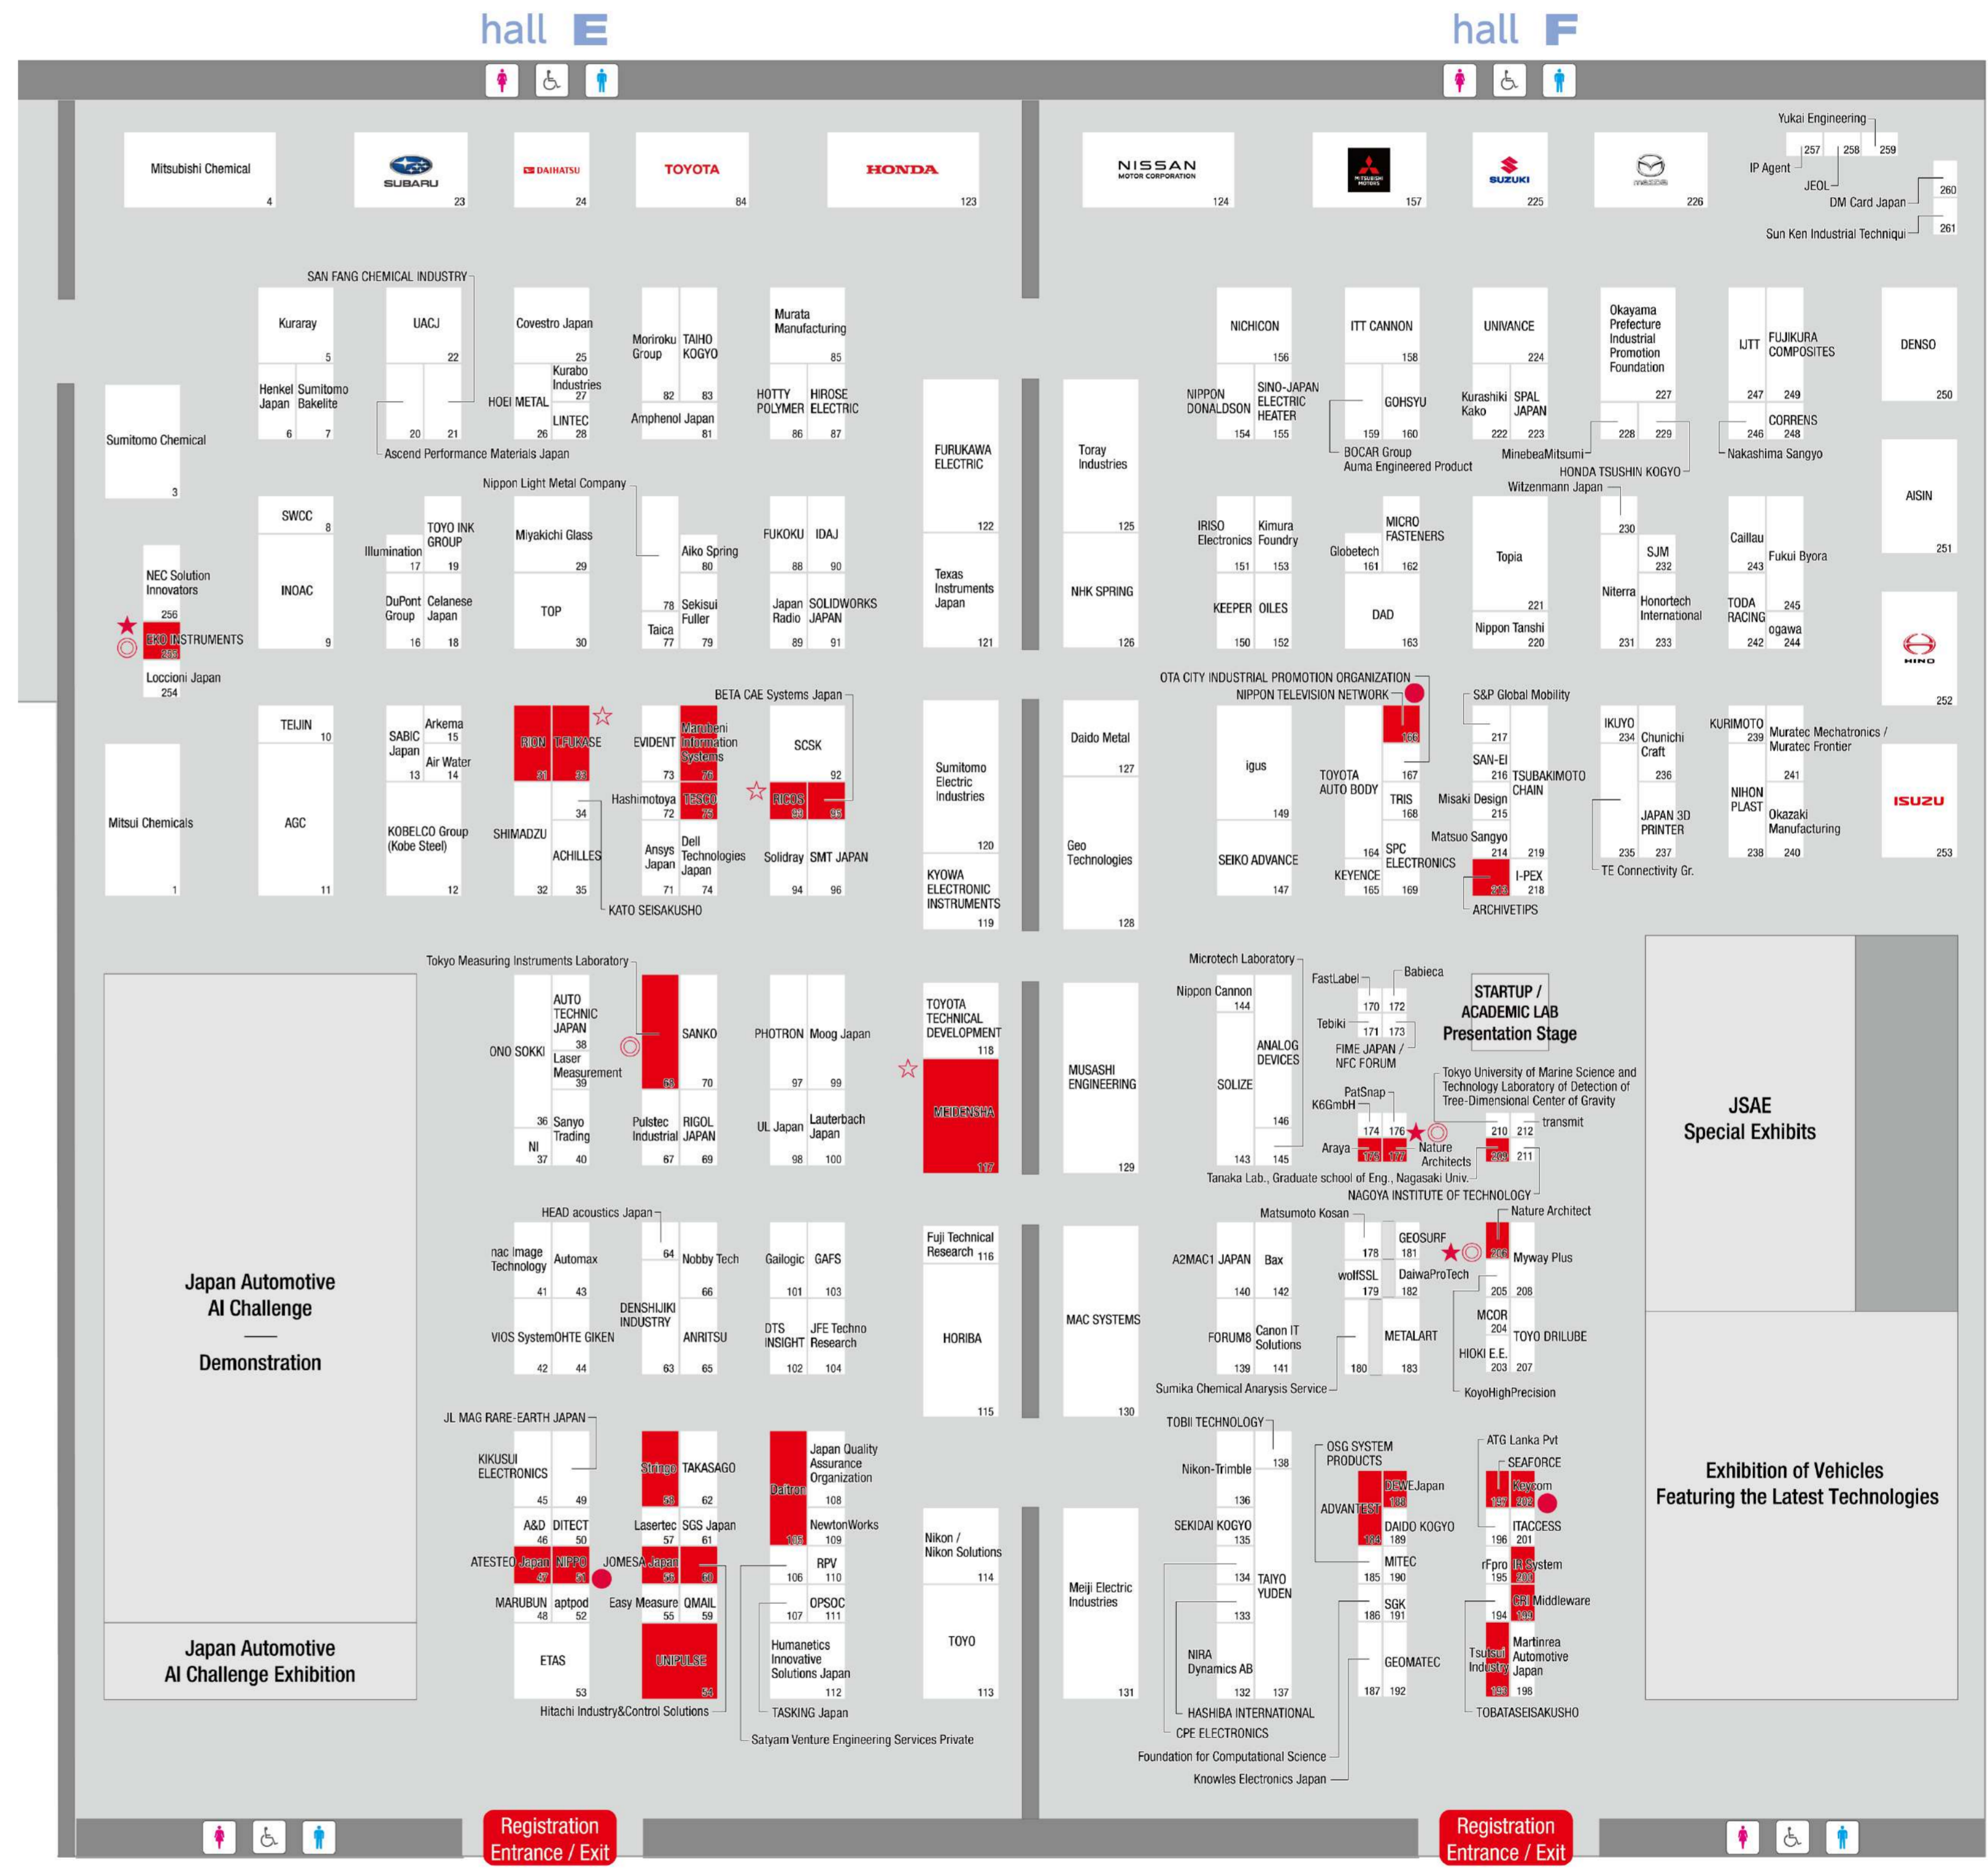 hall E
hall F
Mitsubishi Chemical
4
SUBARU
23
DAIHATSU
24
TOYOTA
84
HONDA
123
NISSAN
MOTOR CORPORATION
124
MITSUBISHI
MOTORS
157
SUZUKI
225
mazda
226
Yukai Engineering
257 258 259
IP Agent
JEOL
260
DM Card Japan
Sun Ken Industrial Techniqui
261
SAN FANG CHEMICAL INDUSTRY
Kuraray
5
UACJ
22
Covestro Japan
25
Moriroku
Group
82
TAIHO
KOGYO
83
Murata
Manufacturing
85
Henkel
Japan
6
Sumitomo
Bakelite
7
20 21
Ascend Performance Materials Japan
HOEI METAL
26
Kurabo
Industries
27
LINTEC
28
Amphenol Japan
81
HOTTY
POLYMER
86
HIROSE
ELECTRIC
87
Sumitomo Chemical
3
FURUKAWA
ELECTRIC
122
Nippon Light Metal Company
SWCC
8
INOAC
9
Illumination
17
TOYO INK
GROUP
19
DuPont
Group
16
Celanese
Japan
18
Miyakichi Glass
29
TOP
30
78
Aiko Spring
80
Taica
77
Sekisui
Fuller
79
FUKOKU
88
IDAJ
90
Japan
Radio
89
SOLIDWORKS
JAPAN
91
Texas
Instruments
Japan
121
NEC Solution
Innovators
256
EKO INSTRUMENTS
255
Loccioni Japan
254
BETA CAE Systems Japan
TEIJIN
10
AGC
11
Mitsui Chemicals
1
SABIC
Japan
13
Arkema
15
Air Water
14
KOBELCO Group
(Kobe Steel)
12
RION
31
T.FUKASE
33
34
SHIMADZU
32
ACHILLES
35
KATO SEISAKUSHO
EVIDENT
73
Marubeni
Information
Systems
76
Hashimotoya
72
TESCO
75
Ansys
Japan
71
Dell
Technologies
Japan
74
SCSK
92
RICOS
93
95
Solidray
94
SMT JAPAN
96
Sumitomo
Electric
Industries
120
KYOWA
ELECTRONIC
INSTRUMENTS
119
Tokyo Measuring Instruments Laboratory
ONO SOKKI
36
AUTO
TECHNIC
JAPAN
38
Laser
Measurement
39
NI
37
Sanyo
Trading
40
68
SANKO
70
Pulstec
Industrial
67
RIGOL
JAPAN
69
PHOTRON
97
Moog Japan
99
UL Japan
98
Lauterbach
Japan
100
TOYOTA
TECHNICAL
DEVELOPMENT
118
MEIDENSHA
117
HEAD acoustics Japan
nac Image
Technology
41
Automax
43
VIOS System
42
OHTE GIKEN
44
64
Nobby Tech
66
DENSHIJIKI
INDUSTRY
63
ANRITSU
65
Gailogic
101
GAFS
103
DTS
INSIGHT
102
JFE Techno
Research
104
Fuji Technical
Research 116
HORIBA
115
Japan Automotive
AI Challenge
Demonstration
JL MAG RARE-EARTH JAPAN
KIKUSUI
ELECTRONICS
45 49
A&D
46
DITECT
50
ATESTEO Japan
47
NIPPO
51
MARUBUN
48
aptpod
52
ETAS
53
Stringo
58
TAKASAGO
62
Lasertec
57
SGS Japan
61
JOMESA Japan
56 60
Easy Measure
55
QMAIL
59
UNIPULSE
54
Hitachi Industry&Control Solutions
Daitron
105
Japan Quality
Assurance
Organization
108
NewtonWorks
109
106
RPV
110
107
OPSOC
111
Humanetics
Innovative
Solutions Japan
112
TASKING Japan
Satyam Venture Engineering Services Private
Nikon /
Nikon Solutions
114
TOYO
113
Japan Automotive
AI Challenge Exhibition
Registration
Entrance / Exit
NICHICON
156
ITT CANNON
158
UNIVANCE
224
Okayama
Prefecture
Industrial
Promotion
Foundation
227
IJTT
247
FUJIKURA
COMPOSITES
249
DENSO
250
NIPPON
DONALDSON
154
SINO-JAPAN
ELECTRIC
HEATER
155
159
GOHSYU
160
BOCAR Group
Auma Engineered Product
Kurashiki
Kako
222
SPAL
JAPAN
223
228 229
MinebeaMitsumi
HONDA TSUSHIN KOGYO
246
CORRENS
248
Nakashima Sangyo
Toray
Industries
125
NHK SPRING
126
Witzenmann Japan
AISIN
251
IRISO
Electronics
151
Kimura
Foundry
153
KEEPER
150
OILES
152
Globetech
161
MICRO
FASTENERS
162
DAD
163
Topia
221
Nippon Tanshi
220
230
SJM
232
Niterra
231
Honortech
International
233
Caillau
243
Fukui Byora
245
TODA
RACING
242
ogawa
244
HINO
252
OTA CITY INDUSTRIAL PROMOTION ORGANIZATION
NIPPON TELEVISION NETWORK
S&P Global Mobility
Daido Metal
127
Geo
Technologies
128
igus
149
SEIKO ADVANCE
147
166
167
TOYOTA
AUTO BODY
164
TRIS
168
KEYENCE
165
SPC
ELECTRONICS
169
217
SAN-EI
216
TSUBAKIMOTO
CHAIN
219
Misaki Design
215
Matsuo Sangyo
214
213
I-PEX
218
ARCHIVETIPS
IKUYO
234
Chunichi
Craft
236
235
JAPAN 3D
PRINTER
237
TE Connectivity Gr.
KURIMOTO
239
Muratec Mechatronics /
Muratec Frontier
241
NIHON
PLAST
238
Okazaki
Manufacturing
240
ISUZU
253
Microtech Laboratory
Nippon Cannon
144
SOLIZE
143
ANALOG
DEVICES
146
145
FastLabel
Babieca
170 172
Tebiki
171 173
FIME JAPAN /
NFC FORUM
STARTUP /
ACADEMIC LAB
Presentation Stage
Tokyo University of Marine Science and
Technology Laboratory of Detection of
Tree-Dimensional Center of Gravity
PatSnap
K6GmbH
174 176
Araya
175 177
Nature
Architects
210 212
transmit
209 211
Tanaka Lab., Graduate school of Eng., Nagasaki Univ.
NAGOYA INSTITUTE OF TECHNOLOGY
MUSASHI
ENGINEERING
129
JSAE
Special Exhibits
Matsumoto Kosan
Nature Architect
A2MAC1 JAPAN
140
Bax
142
FORUM8
139
Canon IT
Solutions
141
178
GEOSURF
181
wolfSSL
179
DaiwaProTech
182
180
METALART
183
Sumika Chemical Anarysis Service
206
Myway Plus
205 208
MCOR
204
TOYO DRILUBE
207
HIOKI E.E.
203
KoyoHighPrecision
MAC SYSTEMS
130
TOBII TECHNOLOGY
138
Nikon-Trimble
136
SEKIDAI KOGYO
135
134
TAIYO
YUDEN
137
133
NIRA
Dynamics AB
132
HASHIBA INTERNATIONAL
CPE ELECTRONICS
Foundation for Computational Science
Knowles Electronics Japan
OSG SYSTEM
PRODUCTS
DEWEJapan
188
ADVANTEST
184
DAIDO KOGYO
189
MITEC
185 190
SGK
186 191
GEOMATEC
187 192
ATG Lanka Pvt
SEAFORCE
197
Keycom
202
ITACCESS
196 201
rFpro
195
IR System
200
CRI Middleware
194 199
Tsutsui
Industry
193
Martinrea
Automotive
Japan
198
TOBATASEISAKUSHO
Meiji Electric
Industries
131
Exhibition of Vehicles
Featuring the Latest Technologies
Registration
Entrance / Exit